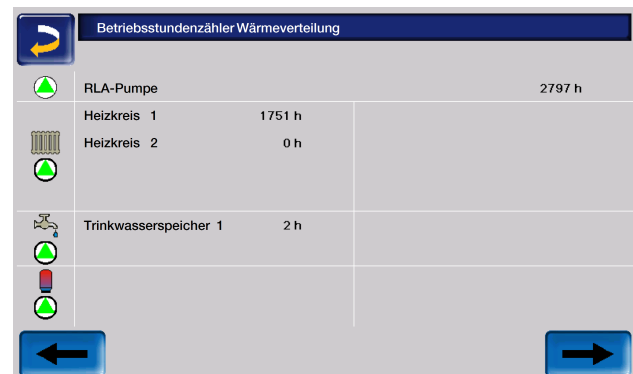 Betriebsstundenzähler Wärmeverteilung
RLA-Pumpe 2797 h
Heizkreis 1 1751 h
Heizkreis 2 0 h
Trinkwasserspeicher 1 2 h